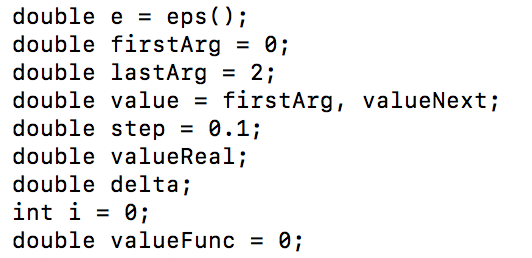 double e = eps();
double firstArg = 0;
double lastArg = 2;
double value = firstArg, valueNext;
double step = 0.1;
double valueReal;
double delta;
int i = 0;
double valueFunc = 0;